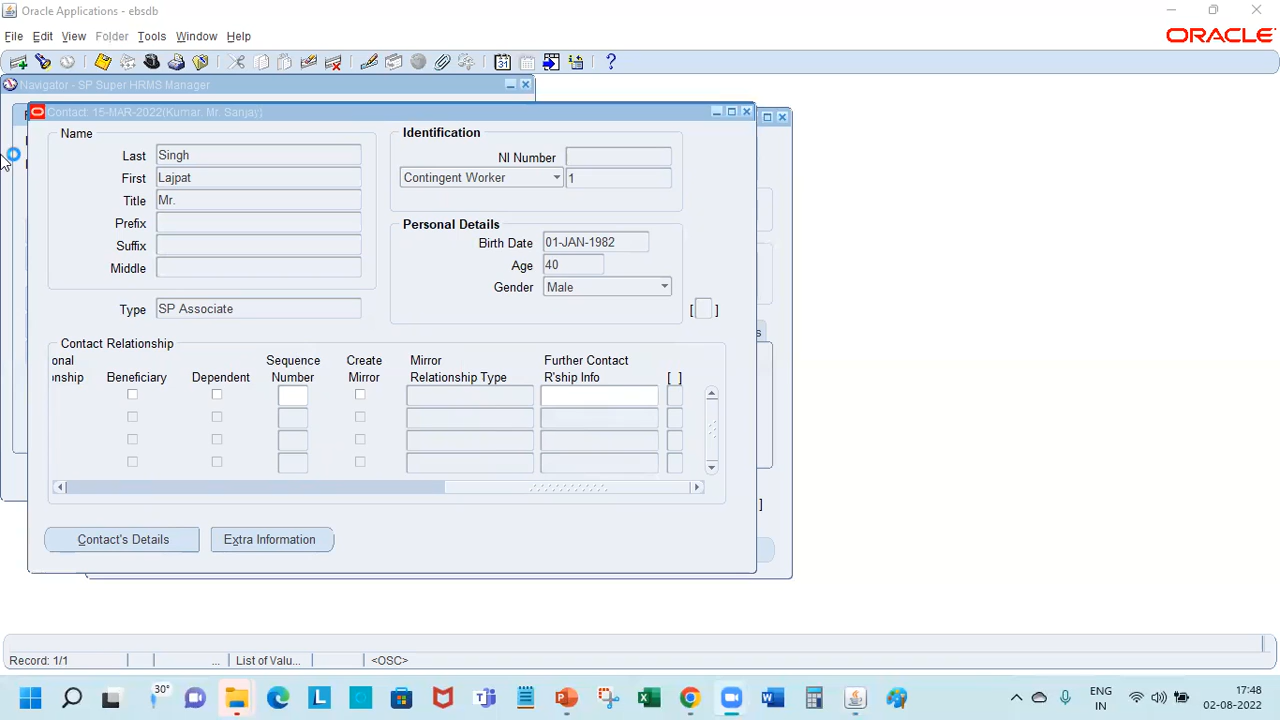 Oracle Applications - ebsdb
File Edit View Folder Tools Window Help
ORACLE
Navigator - SP Super HRMS Manager
Contact: 15-MAR-2022(Kumar, Mr. Sanjay)
Name
Last Singh
First Lajpat
Title Mr.
Prefix
Suffix
Middle
Type SP Associate
Identification
NI Number
Contingent Worker 1
Personal Details
Birth Date 01-JAN-1982
Age 40
Gender Male
[ ]
Contact Relationship
onal Sequence Create Mirror Further Contact
nship Beneficiary Dependent Number Mirror Relationship Type R'ship Info [ ]
Contact's Details Extra Information
s
]
Record: 1/1 ... List of Valu... <OSC>
30°
ENG
IN
17:48
02-08-2022